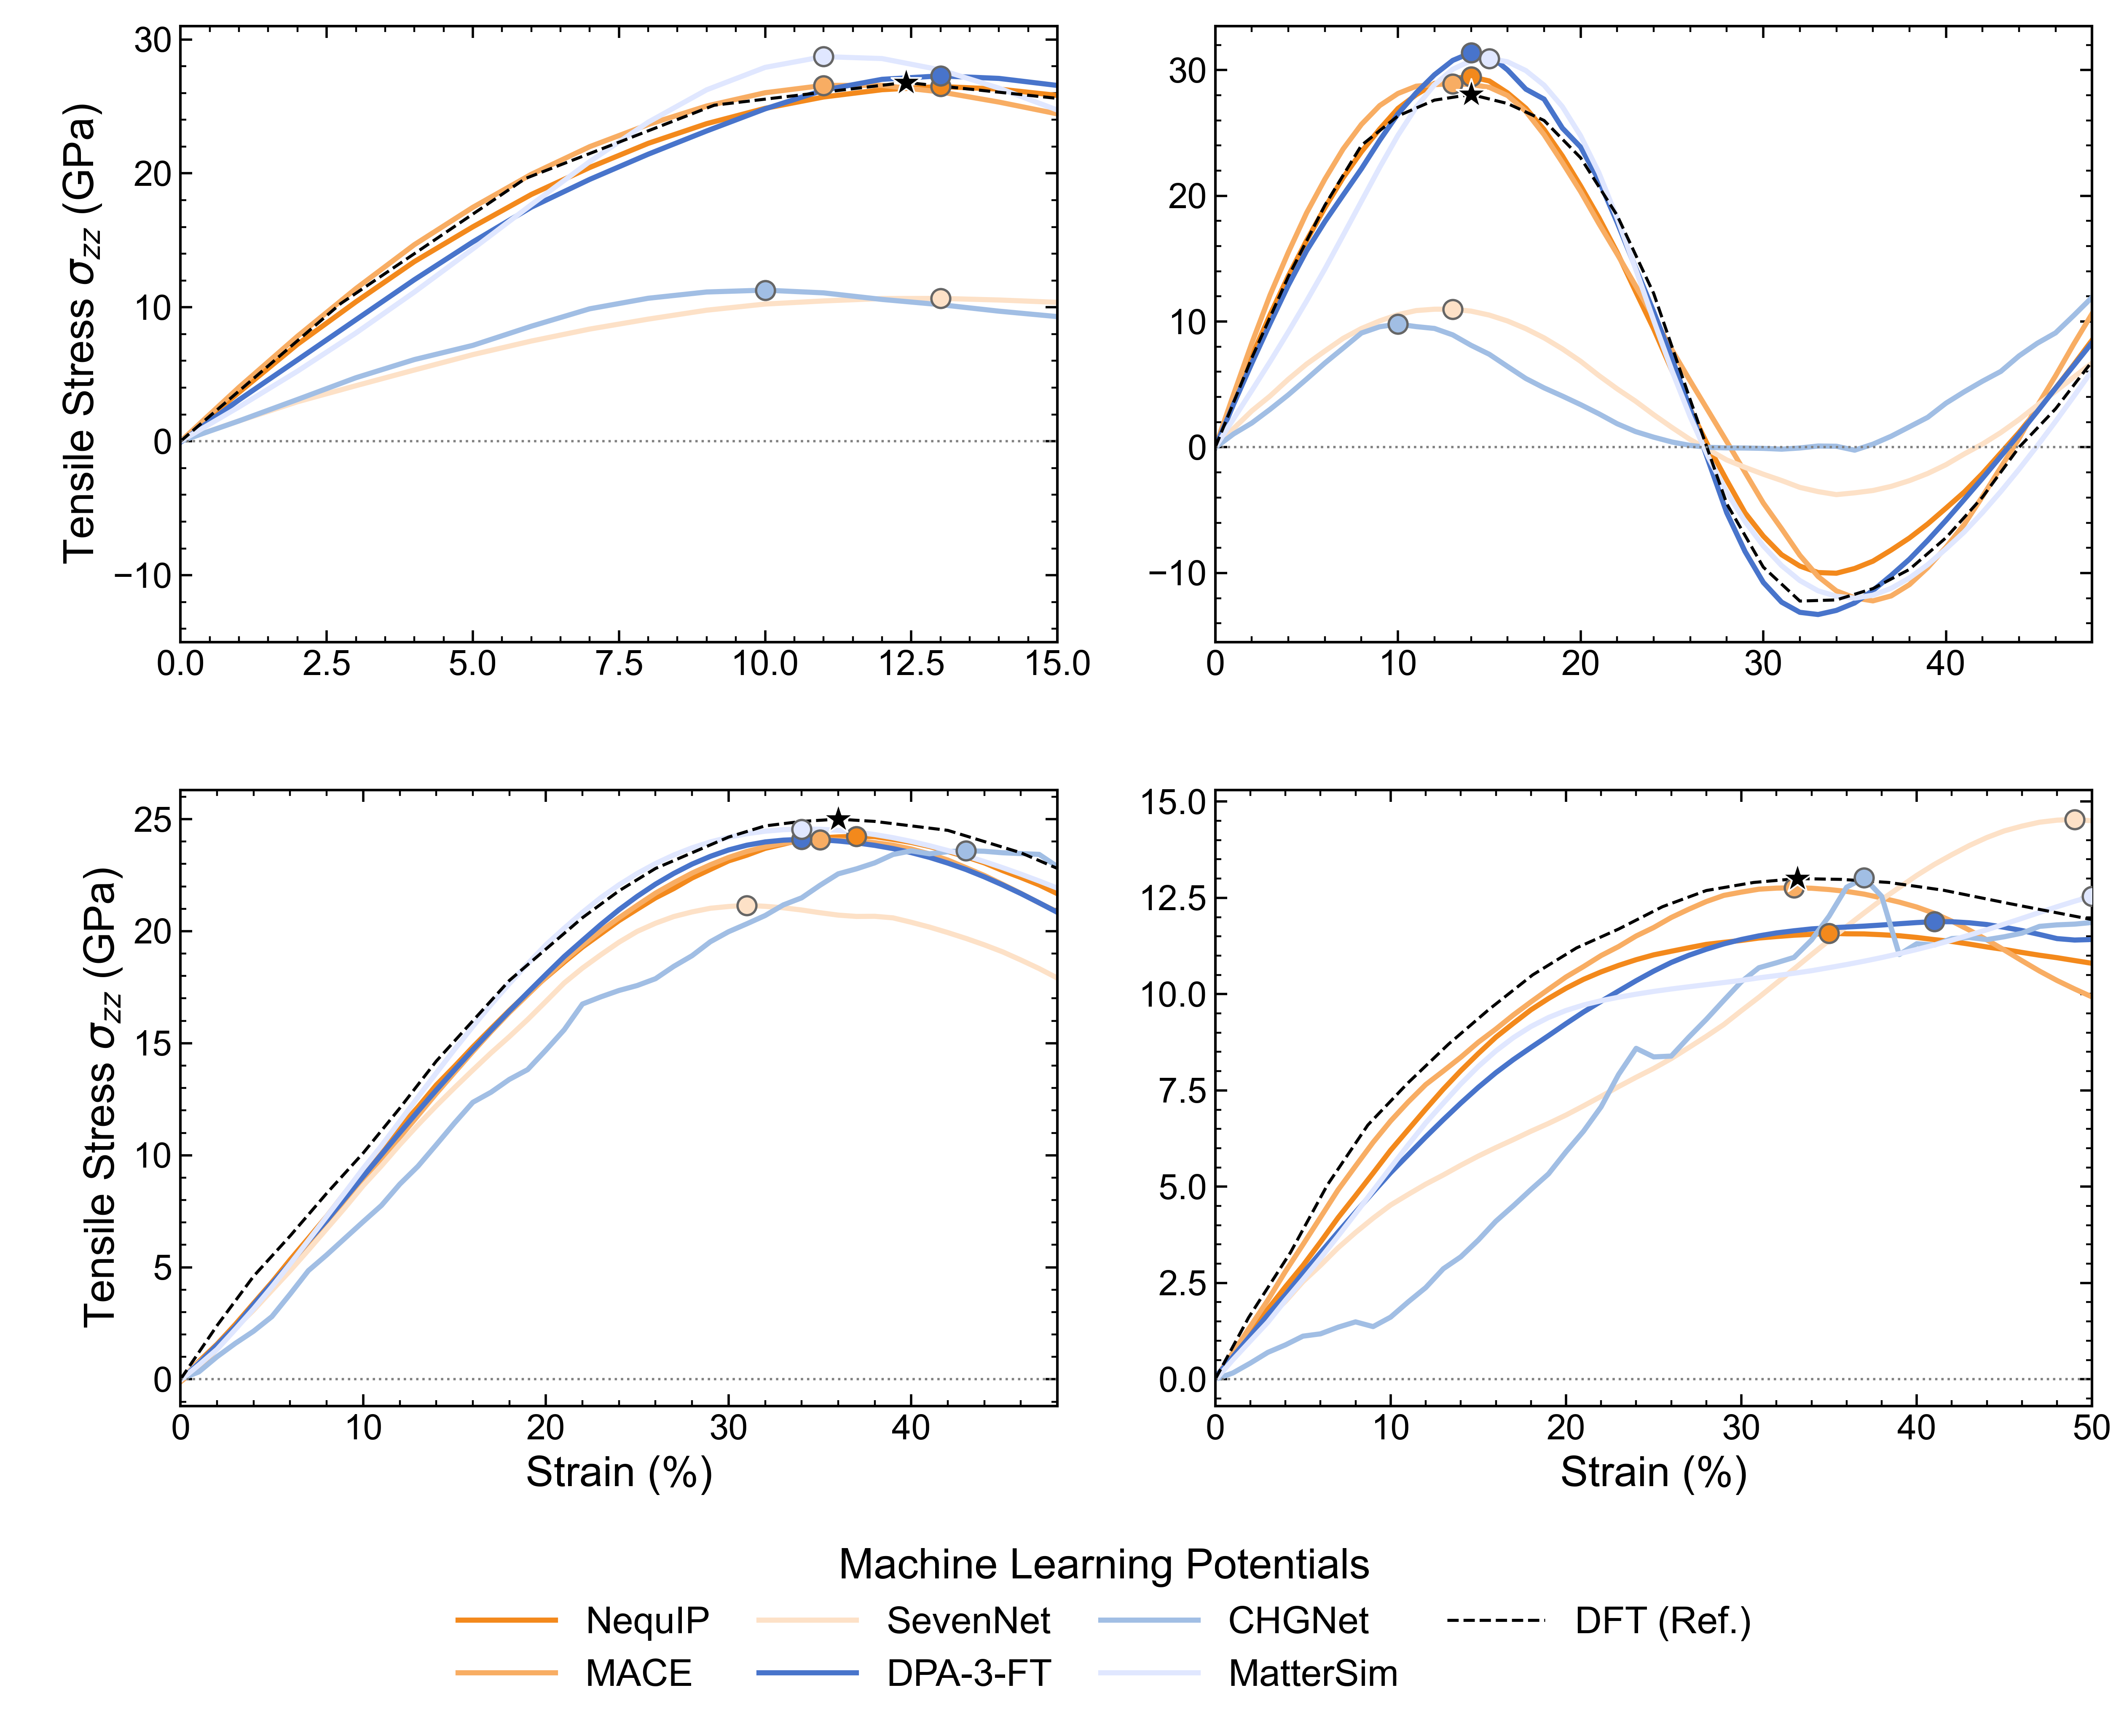 30
20
10
0
−10
Tensile Stress σzz (GPa)
0.0 2.5 5.0 7.5 10.0 12.5 15.0
30
20
10
0
−10
0 10 20 30 40
25
20
15
10
5
0
Tensile Stress σzz (GPa)
0 10 20 30 40
Strain (%)
15.0
12.5
10.0
7.5
5.0
2.5
0.0
0 10 20 30 40 50
Strain (%)
Machine Learning Potentials
NequIP SevenNet CHGNet DFT (Ref.)
MACE DPA-3-FT MatterSim